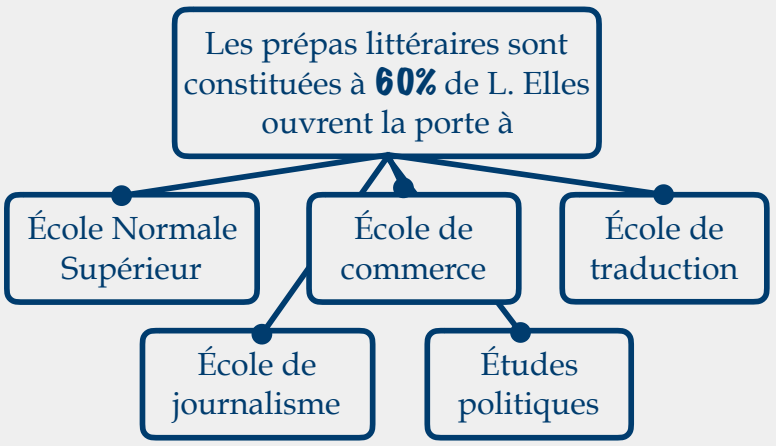 Les prépas littéraires sont
constituées à 60% de L. Elles
ouvrent la porte à
École Normale
Supérieur
École de
commerce
École de
traduction
École de
journalisme
Études
politiques